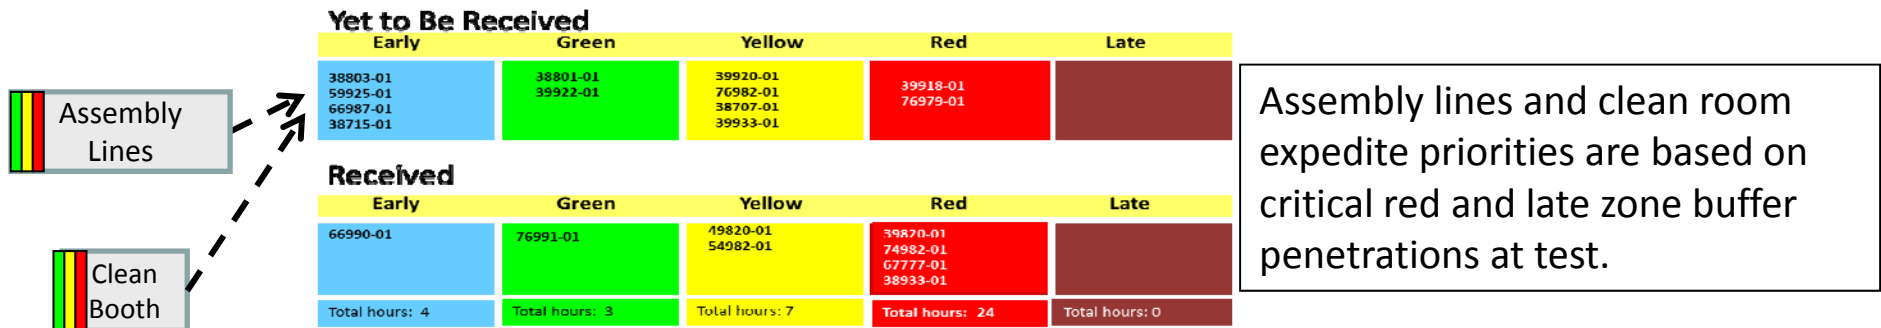 Yet to Be Received
Early Green Yellow Red Late
38803-01
59925-01
66987-01
38715-01
38801-01
39922-01
39920-01
76982-01
38707-01
39933-01
39918-01
76979-01
Assembly
Lines
Clean
Booth
Received
Early Green Yellow Red Late
66990-01
76991-01
49820-01
54982-01
39820-01
74982-01
67777-01
38933-01
Total hours: 4 Total hours: 3 Total hours: 7 Total hours: 24 Total hours: 0
Assembly lines and clean room
expedite priorities are based on
critical red and late zone buffer
penetrations at test.